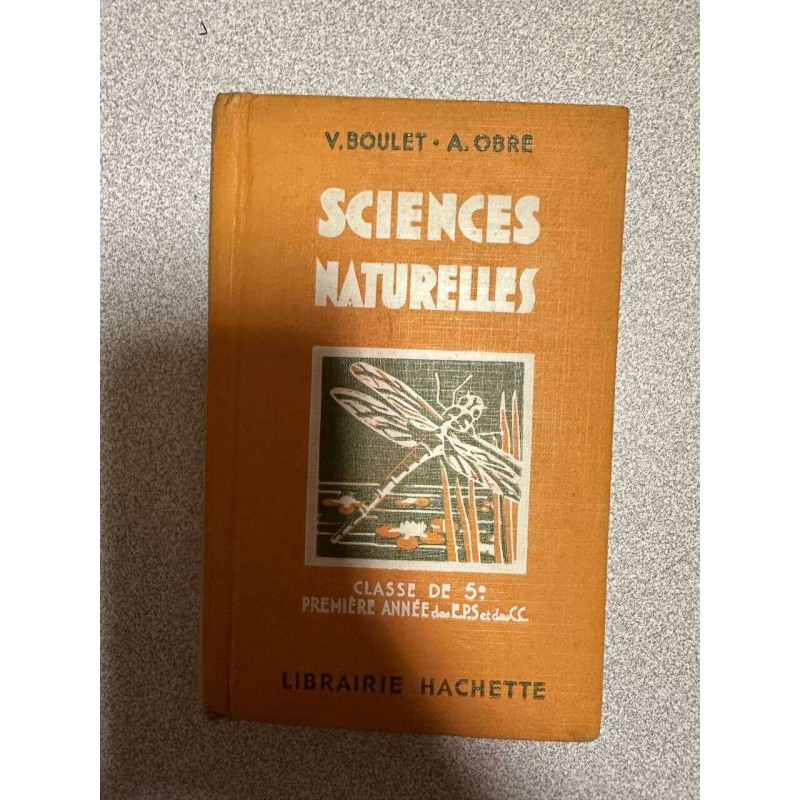 V. BOULET • A. OBRÉ
SCIENCES
NATURELLES
CLASSE DE 5e
PREMIÈRE ANNÉE des E.P.S et des C.C.
LIBRAIRIE HACHETTE